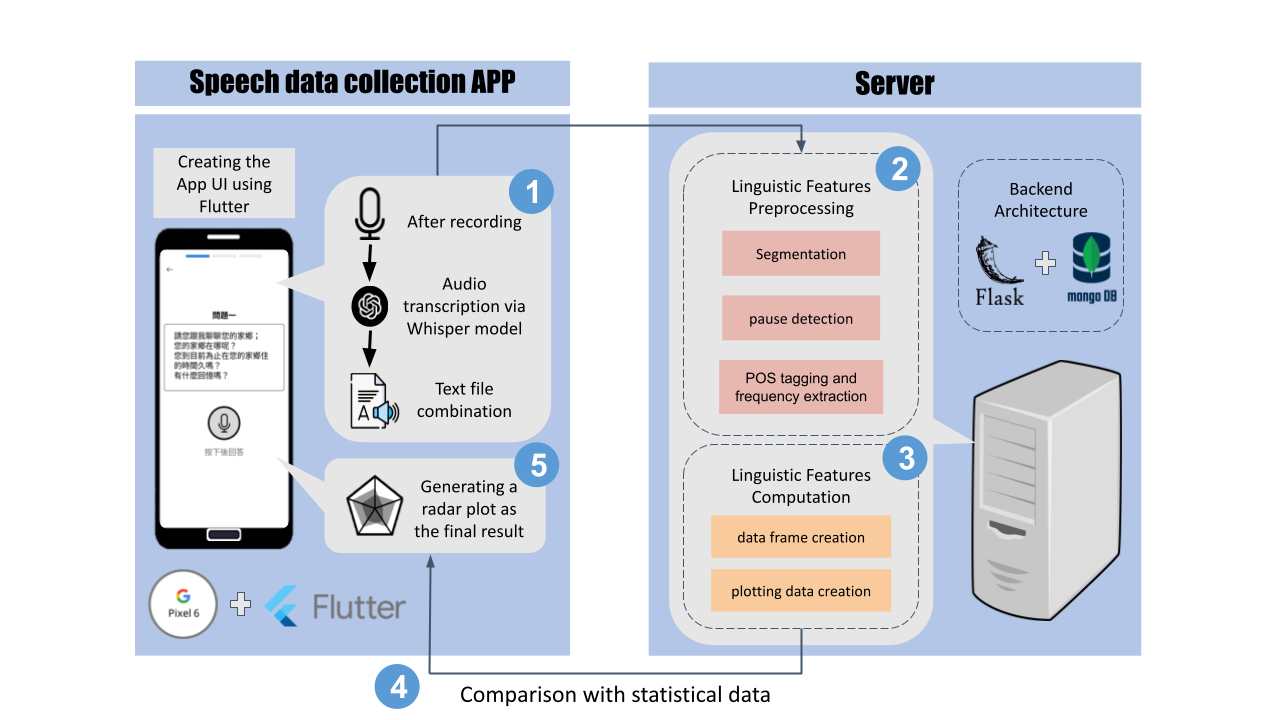 Speech data collection APP
Creating the
App UI using
Flutter
←
問題一
請您跟我聊聊您的家鄉；
您的家鄉在哪呢？
您到目前為止在您的家鄉住
的時間久嗎？
有什麼回憶嗎？
按下後回答
1
After recording
Audio
transcription via
Whisper model
A
Text file
combination
5
Generating a
radar plot as
the final result
G
Pixel 6
Flutter
Server
2
Linguistic Features
Preprocessing
Segmentation
pause detection
POS tagging and
frequency extraction
3
Linguistic Features
Computation
data frame creation
plotting data creation
Backend
Architecture
Flask
mongo DB
4
Comparison with statistical data